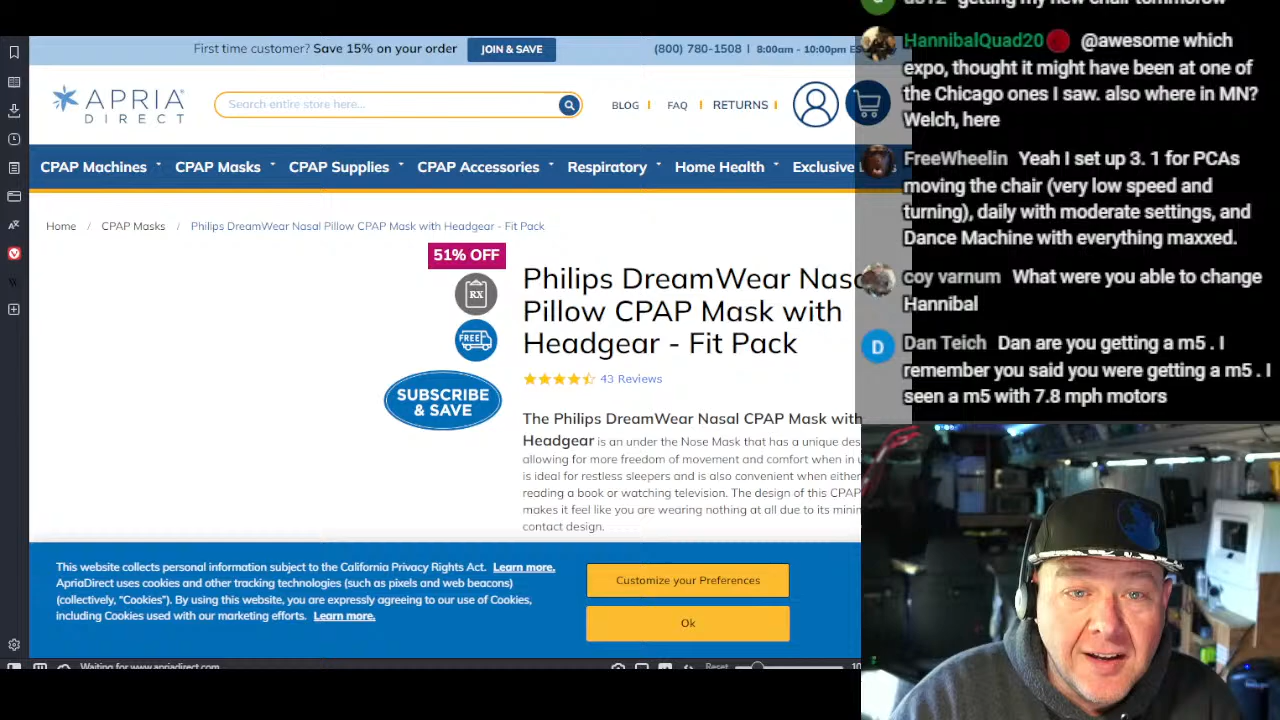 First time customer? Save 15% on your order
JOIN & SAVE
(800) 780-1508 | 8:00am - 10:00pm
APRIA
DIRECT
Search entire store here...
BLOG
FAQ
RETURNS
CPAP Machines
CPAP Masks
CPAP Supplies
CPAP Accessories
Respiratory
Home Health
Exclusive
Home / CPAP Masks / Philips DreamWear Nasal Pillow CPAP Mask with Headgear - Fit Pack
51% OFF
RX
FREE
SUBSCRIBE
& SAVE
Philips DreamWear
Pillow CPAP Mask with
Headgear - Fit Pack
43 Reviews
The Philips DreamWear Nasal CPAP Mask with
Headgear is an under the Nose Mask that has a unique
allowing for more freedom of movement and comfort when in
is ideal for restless sleepers and is also convenient when either
reading a book or watching television. The design of this CPAP
makes it feel like you are wearing nothing at all due to its
contact design.
This website collects personal information subject to the California Privacy Rights Act. Learn more.
ApriaDirect uses cookies and other tracking technologies (such as pixels and web beacons)
(collectively, “Cookies”). By using this website, you are expressly agreeing to our use of Cookies,
including Cookies used with our marketing efforts. Learn more.
Customize your Preferences
Ok
Waiting for www.apriadirect.com
Reset
getting my new chair tommorow
HannibalQuad20 @awesome which
expo, thought it might have been at one of
the Chicago ones I saw. also where in MN?
Welch, here
FreeWheelin Yeah I set up 3. 1 for PCAs
moving the chair (very low speed and
turning), daily with moderate settings, and
Dance Machine with everything maxxed.
coy varnum What were you able to change
Hannibal
D
Dan Teich Dan are you getting a m5 . I
remember you said you were getting a m5 . I
seen a m5 with 7.8 mph motors